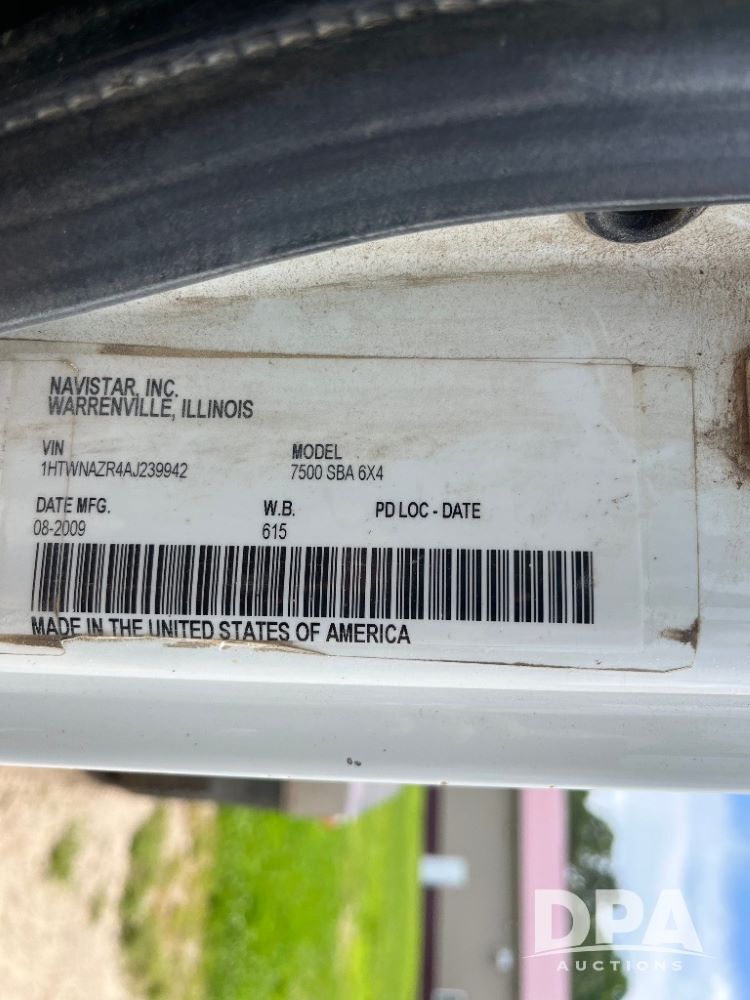 NAVISTAR, INC.
WARRENVILLE, ILLINOIS
VIN MODEL
1HTWNAZR4AJ239942 7500 SBA 6X4
DATE MFG. W.B. PD LOC - DATE
08-2009 615
MADE IN THE UNITED STATES OF AMERICA
DPA
AUCTIONS